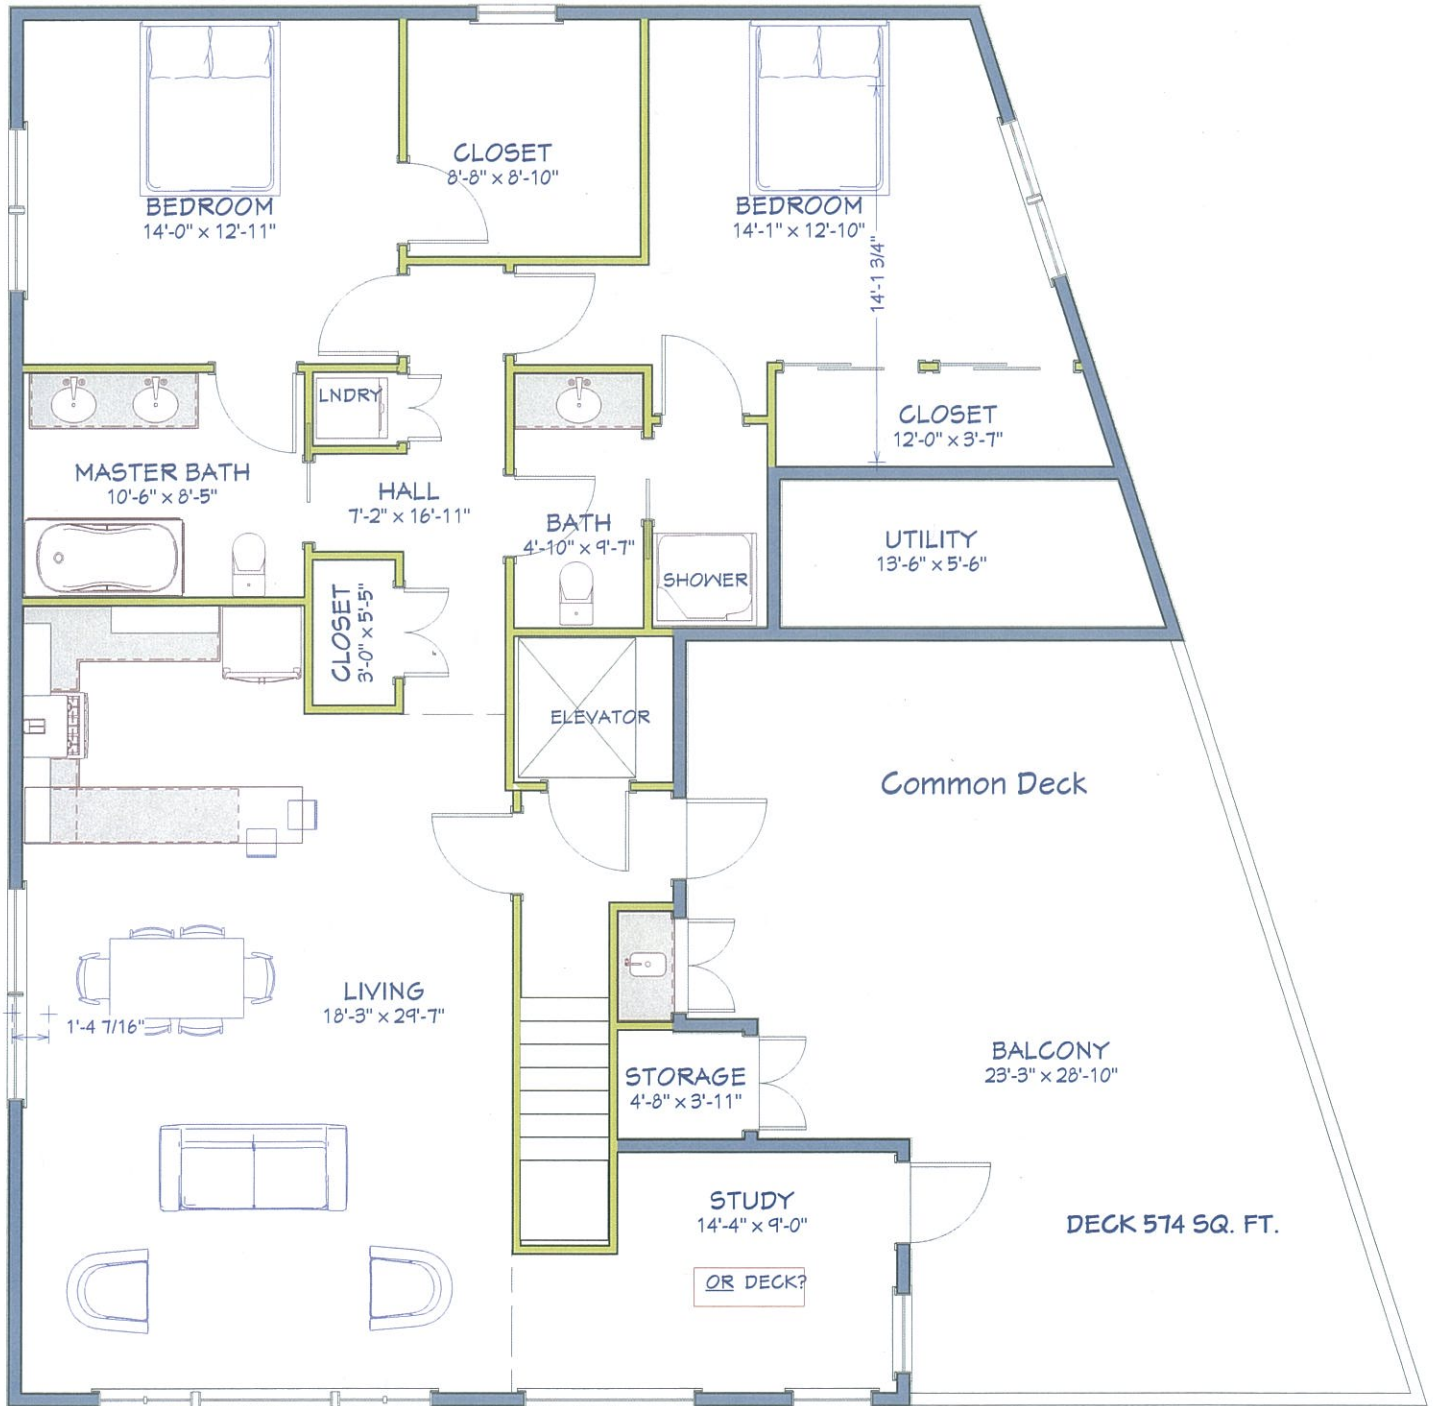 CLOSET
8'-8" x 8'-10"
BEDROOM
14'-0" x 12'-11"
BEDROOM
14'-1" x 12'-10"
14'-1 3/4"
LNDRY
CLOSET
12'-0" x 3'-7"
MASTER BATH
10'-6" x 8'-5"
HALL
7'-2" x 16'-11"
BATH
4'-10" x 9'-7"
UTILITY
13'-6" x 5'-6"
SHOWER
CLOSET
3'-0" x 5'-5"
ELEVATOR
Common Deck
LIVING
18'-3" x 29'-7"
1'-4 7/16"
BALCONY
23'-3" x 28'-10"
STORAGE
4'-8" x 3'-11"
STUDY
14'-4" x 9'-0"
DECK 574 SQ. FT.
OR DECK?